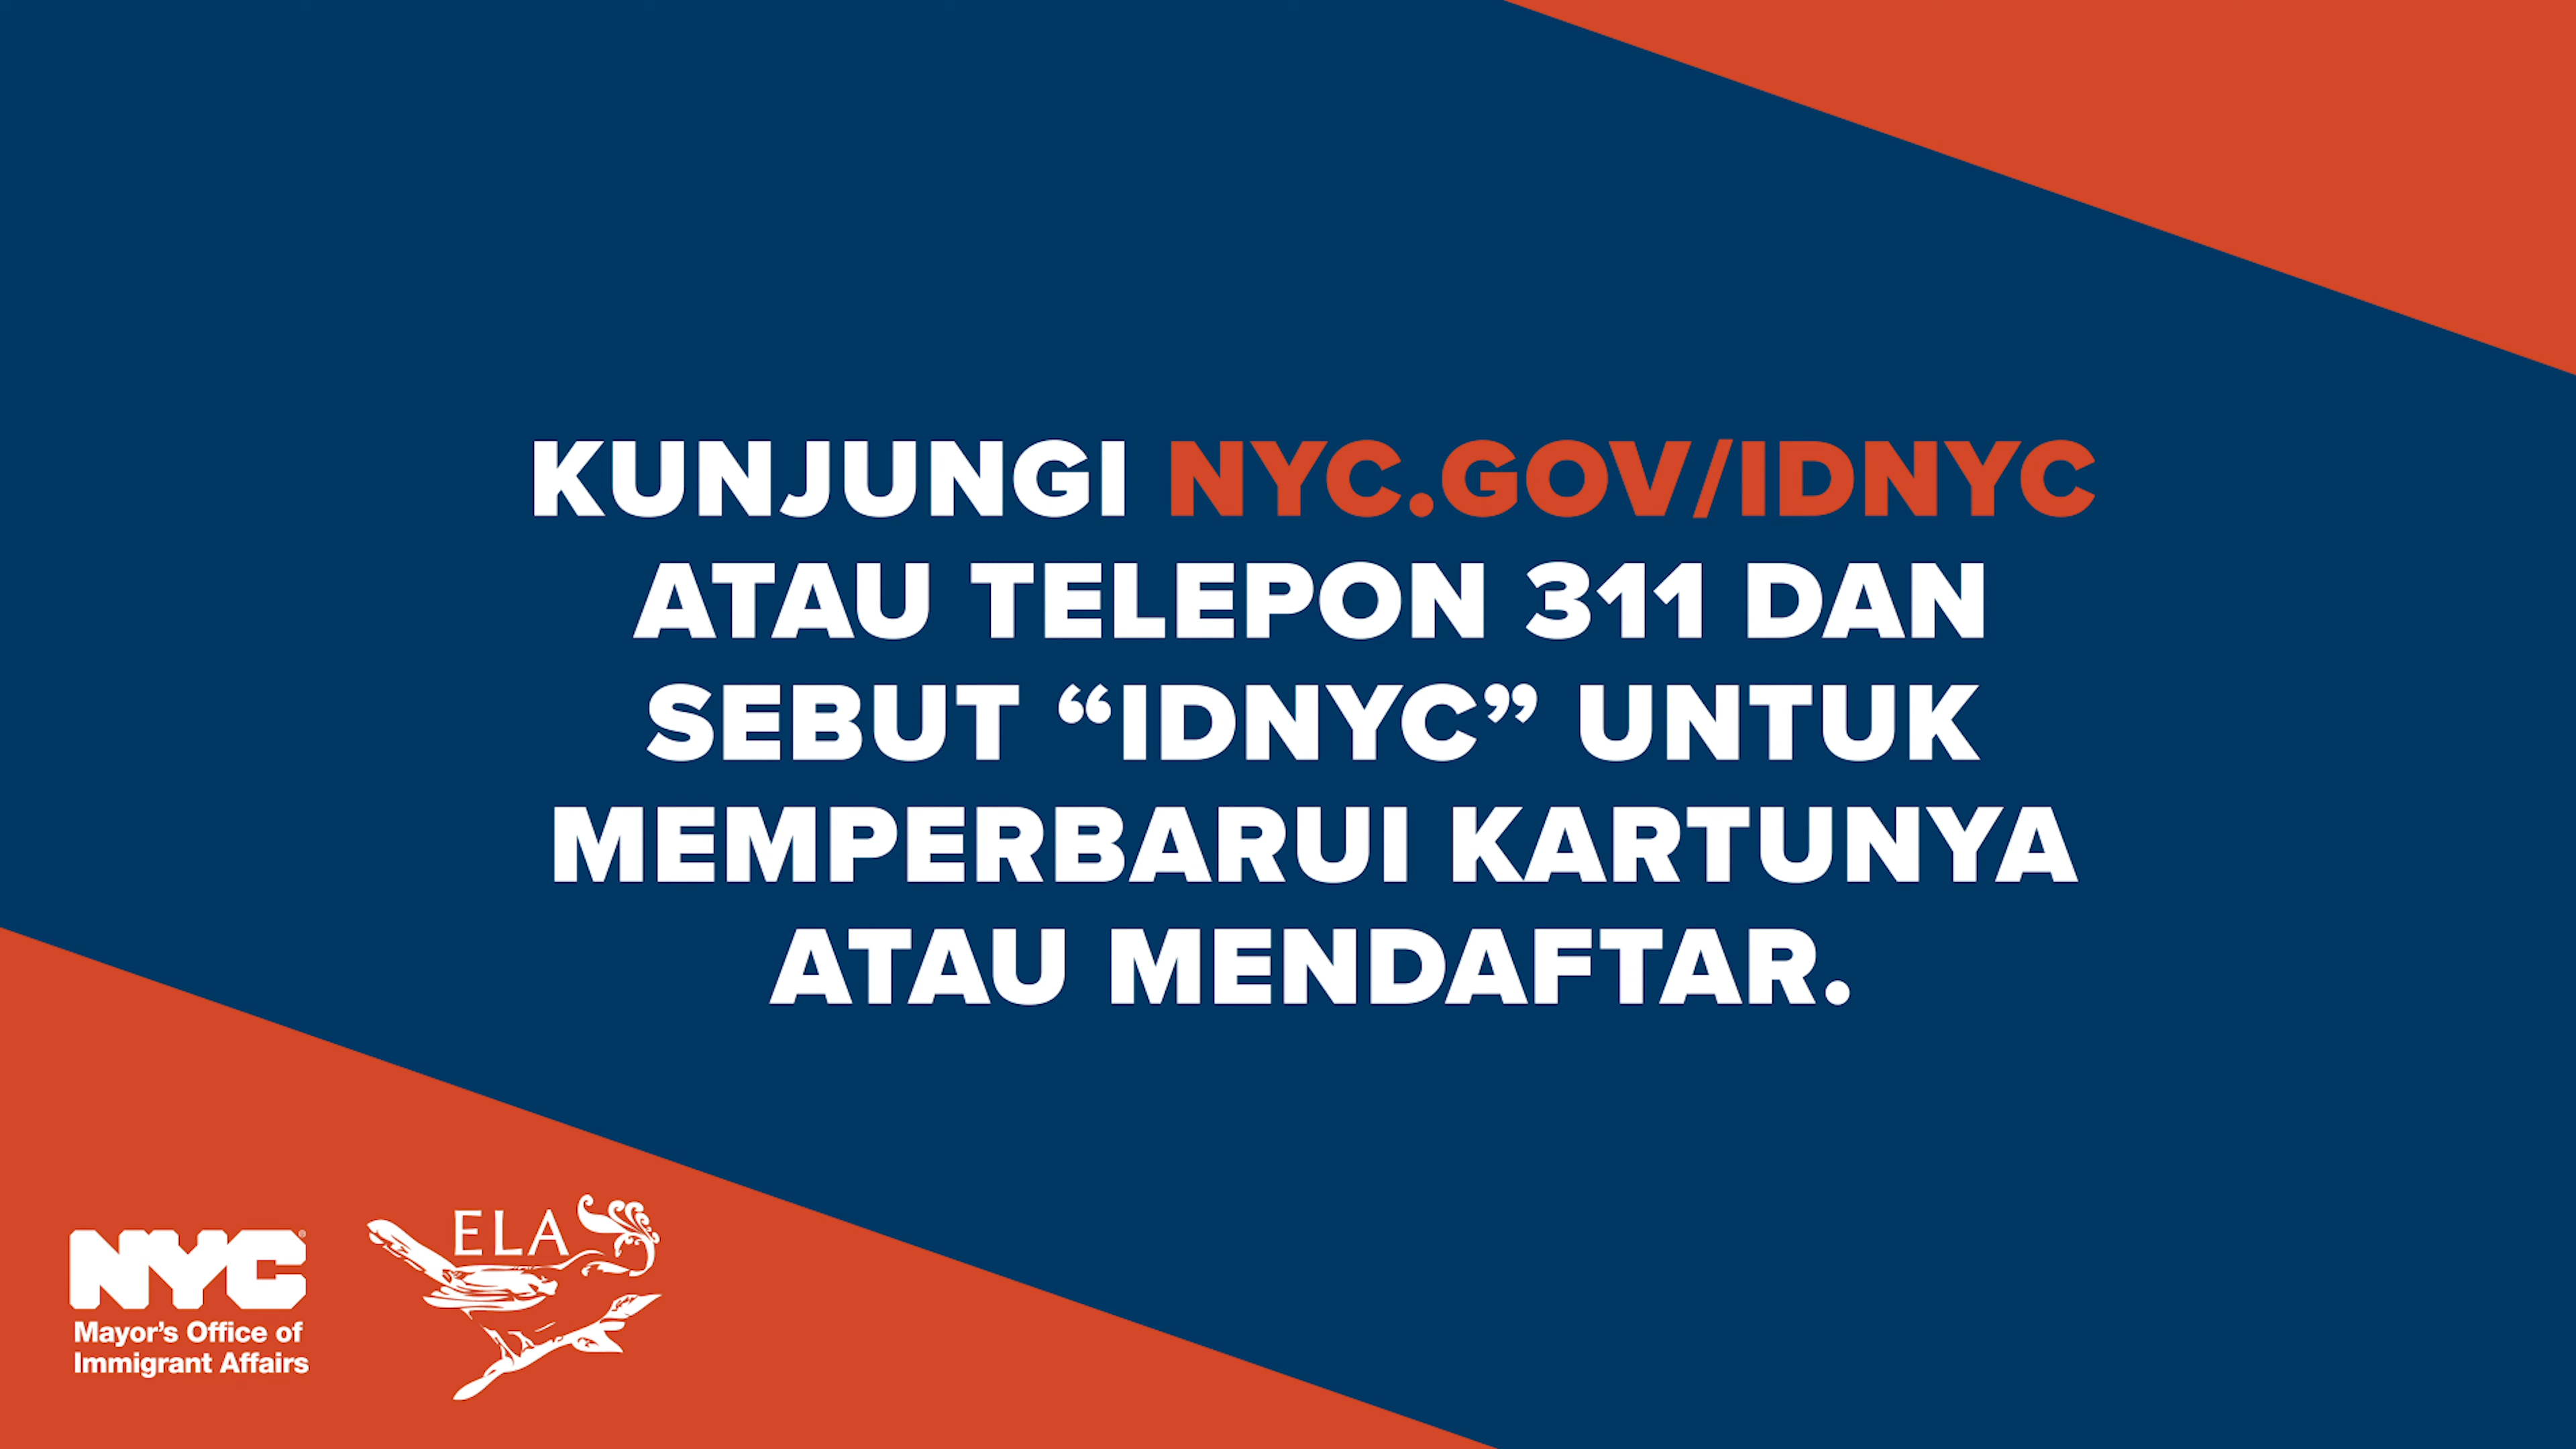 KUNJUNGI NYC.GOV/IDNYC
ATAU TELEPON 311 DAN
SEBUT “IDNYC” UNTUK
MEMPERBARUI KARTUNYA
ATAU MENDAFTAR.
NYC®
Mayor's Office of
Immigrant Affairs
ELA